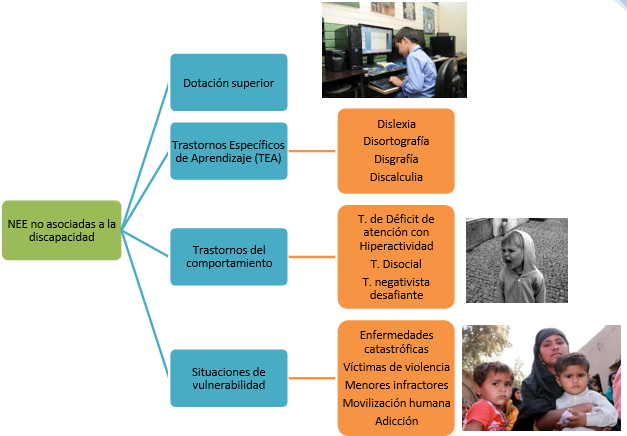 NEE no asociadas a la
discapacidad
Dotación superior
Trastornos Específicos
de Aprendizaje (TEA)
Dislexia
Disortografía
Disgrafía
Discalculia
Trastornos del
comportamiento
T. de Déficit de
atención con
Hiperactividad
T. Disocial
T. negativista
desafiante
Situaciones de
vulnerabilidad
Enfermedades
catastróficas
Víctimas de violencia
Menores infractores
Movilización humana
Adicción